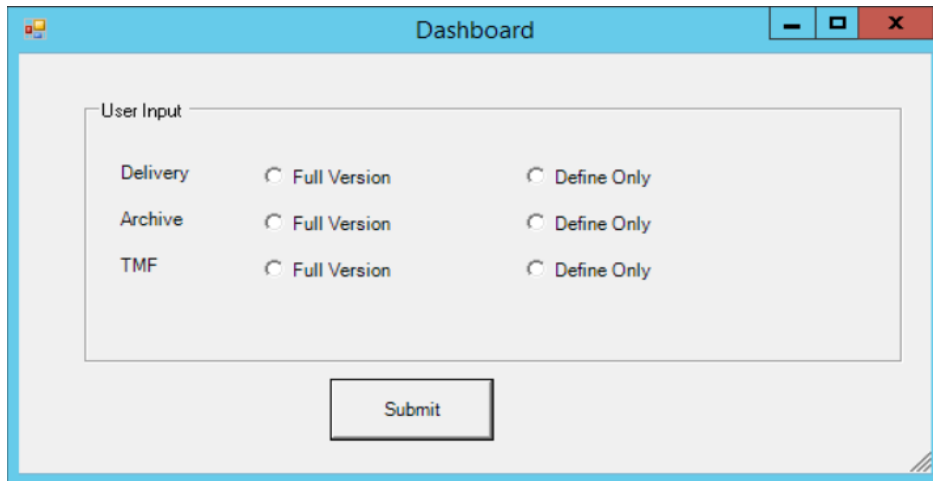 Dashboard
User Input
Delivery Full Version Define Only
Archive Full Version Define Only
TMF Full Version Define Only
Submit